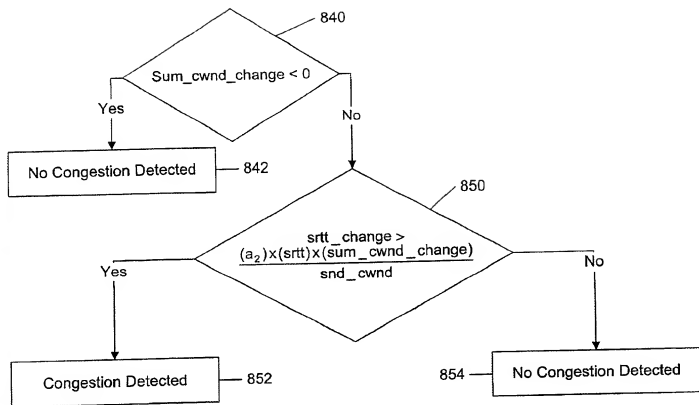 840
Sum_cwnd_change < 0
Yes
No
No Congestion Detected
842
850
srtt_change >
(a₂)x(srtt)x(sum_cwnd_change)
snd_cwnd
Yes
No
Congestion Detected
852
854
No Congestion Detected